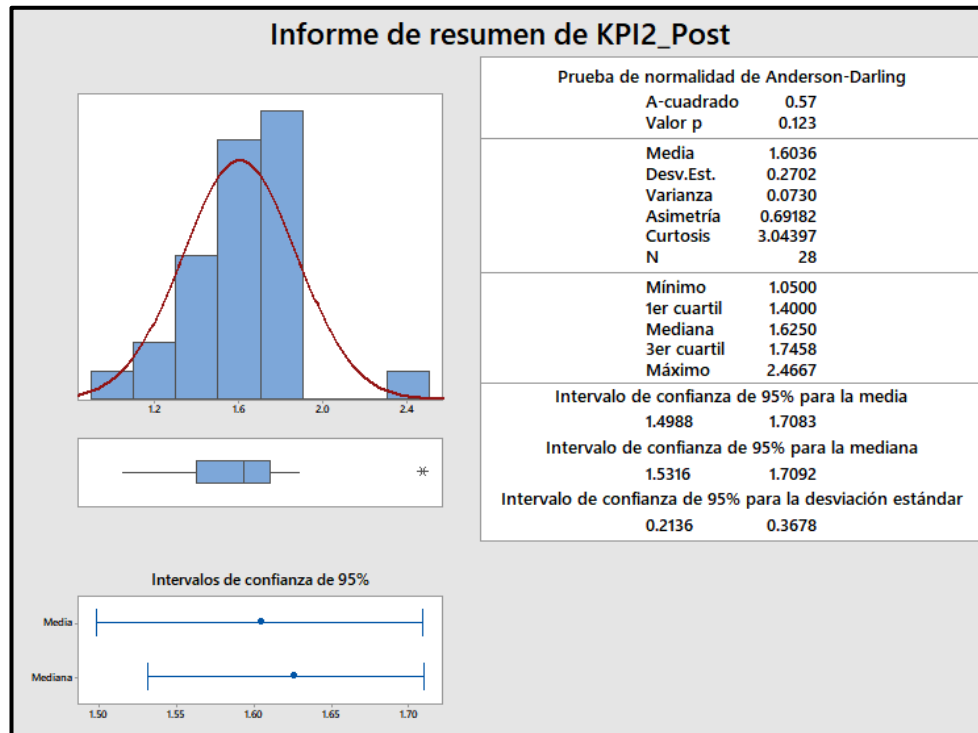 Informe de resumen de KPI2_Post
1.2 1.6 2.0 2.4
Intervalos de confianza de 95%
Media
Mediana
1.50 1.55 1.60 1.65 1.70
Prueba de normalidad de Anderson-Darling
A-cuadrado 0.57
Valor p 0.123
Media 1.6036
Desv.Est. 0.2702
Varianza 0.0730
Asimetría 0.69182
Curtosis 3.04397
N 28
Mínimo 1.0500
1er cuartil 1.4000
Mediana 1.6250
3er cuartil 1.7458
Máximo 2.4667
Intervalo de confianza de 95% para la media
1.4988 1.7083
Intervalo de confianza de 95% para la mediana
1.5316 1.7092
Intervalo de confianza de 95% para la desviación estándar
0.2136 0.3678